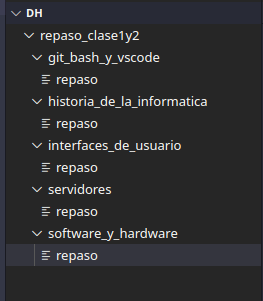 DH
repaso_clase1y2
git_bash_y_vscode
repaso
historia_de_la_informatica
repaso
interfaces_de_usuario
repaso
servidores
repaso
software_y_hardware
repaso